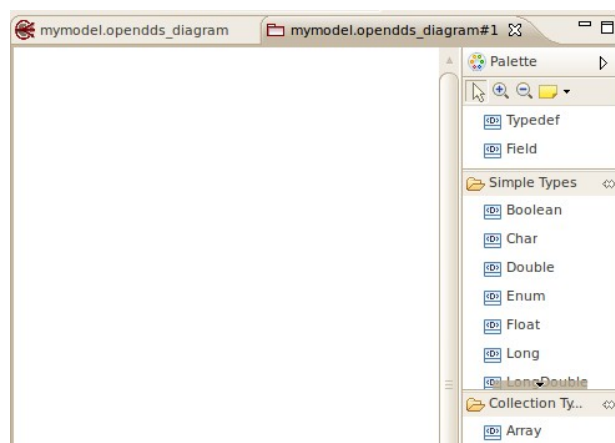 mymodel.opendds_diagram
mymodel.opendds_diagram#1
Palette
Typedef
Field
Simple Types
Boolean
Char
Double
Enum
Float
Long
LongDouble
Collection Ty...
Array